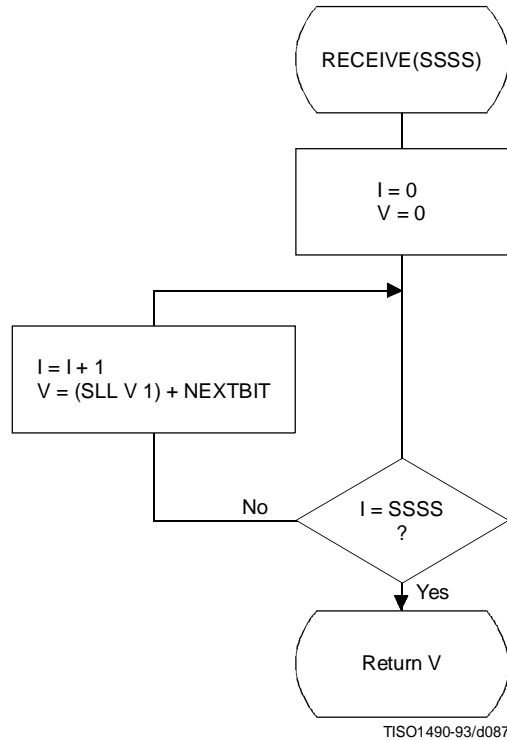 RECEIVE(SSSS)
I = 0
V = 0
I = I + 1
V = (SLL V 1) + NEXTBIT
No
I = SSSS
?
Yes
Return V
TISO1490-93/d087